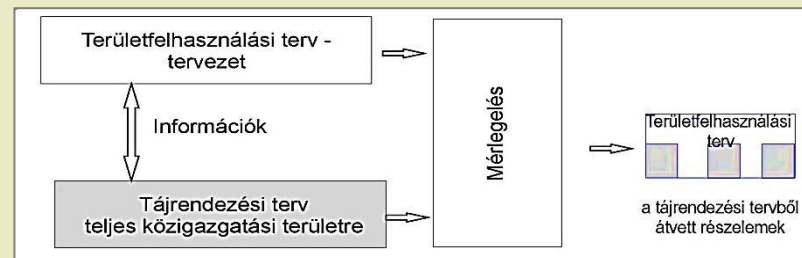 Területfelhasználási terv -
tervezet
Információk
Tájrendezési terv
teljes közigazgatási területre
Mérlegelés
Területfelhasználási
terv
a tájrendezési tervből
átvett részelemek